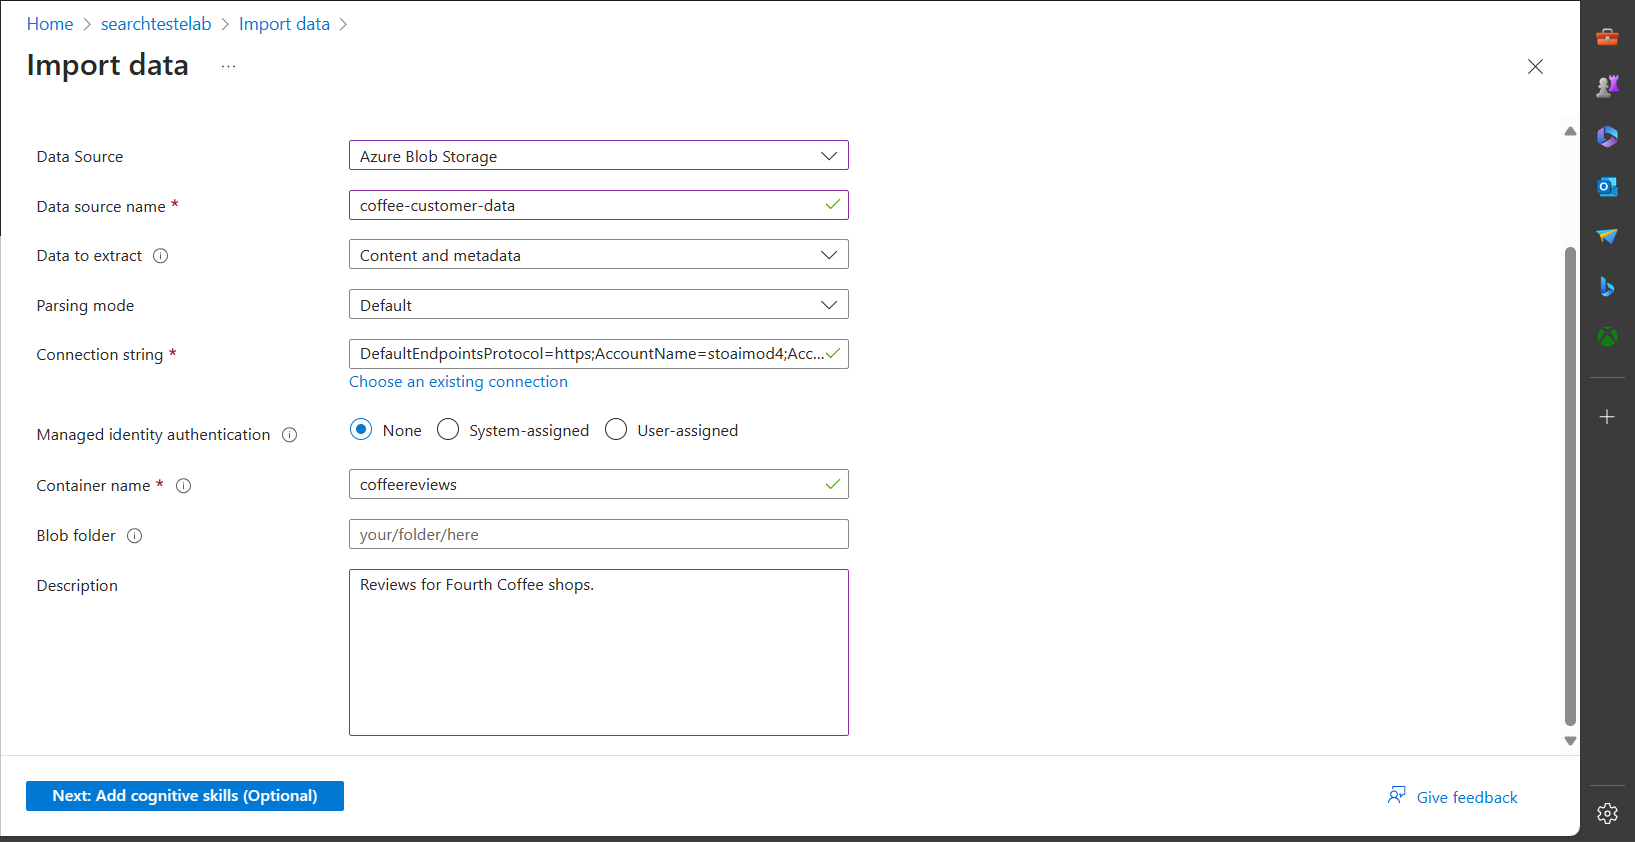 Home > searchtestelab > Import data >
Import data ...
Data Source
Azure Blob Storage
Data source name *
coffee-customer-data
Data to extract
Content and metadata
Parsing mode
Default
Connection string *
DefaultEndpointsProtocol=https;AccountName=stoaimod4;Acc...
Choose an existing connection
Managed identity authentication
None System-assigned User-assigned
Container name *
coffeereviews
Blob folder
your/folder/here
Description
Reviews for Fourth Coffee shops.
Next: Add cognitive skills (Optional)
Give feedback